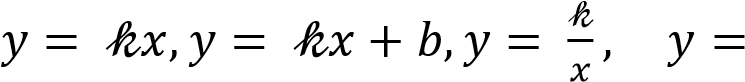 y = 𝓀x, y = 𝓀x + b, y = 𝓀/x, y =